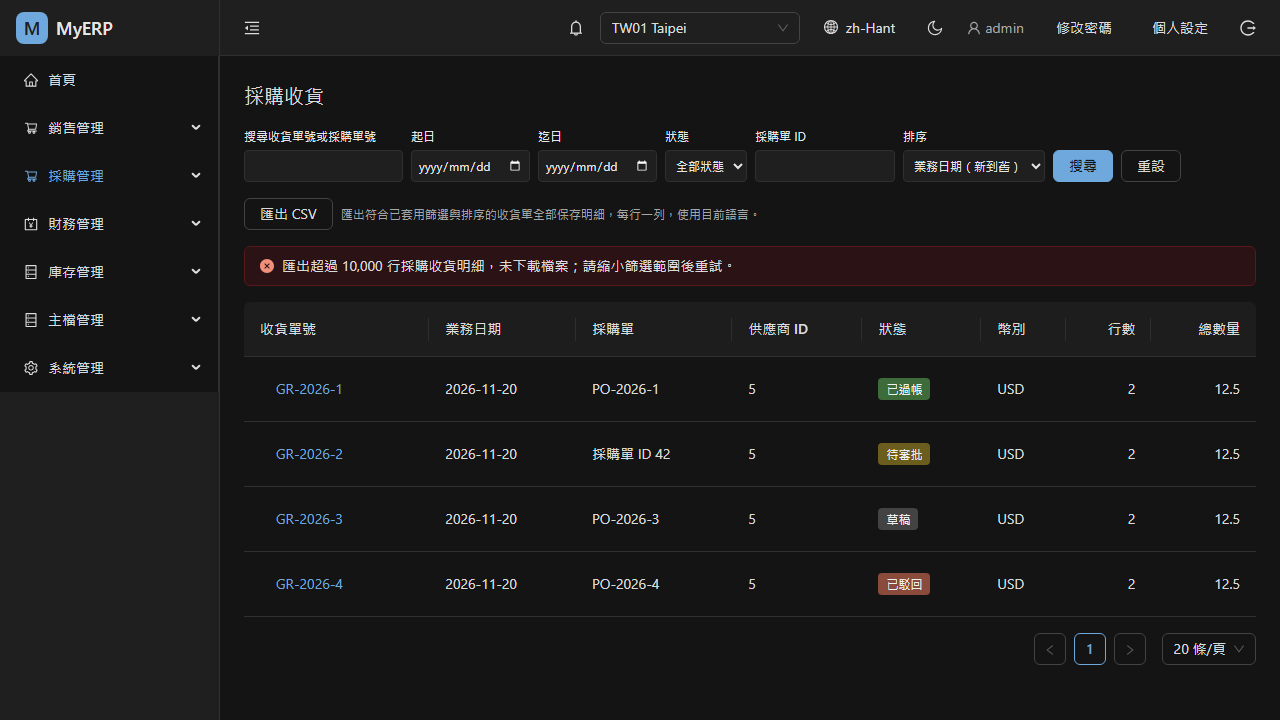 M MyERP
TW01 Taipei
zh-Hant
admin
修改密碼
個人設定
首頁
銷售管理
採購管理
財務管理
庫存管理
主檔管理
系統管理
採購收貨
搜尋收貨單號或採購單號 起日 迄日 狀態 採購單 ID 排序
yyyy/mm/dd yyyy/mm/dd 全部狀態 業務日期（新到舊） 搜尋 重設
匯出 CSV 匯出符合已套用篩選與排序的收貨單全部保存明細，每行一列，使用目前語言。
匯出超過 10,000 行採購收貨明細，未下載檔案；請縮小篩選範圍後重試。
收貨單號 業務日期 採購單 供應商 ID 狀態 幣別 行數 總數量
GR-2026-1 2026-11-20 PO-2026-1 5 已過帳 USD 2 12.5
GR-2026-2 2026-11-20 採購單 ID 42 5 待審批 USD 2 12.5
GR-2026-3 2026-11-20 PO-2026-3 5 草稿 USD 2 12.5
GR-2026-4 2026-11-20 PO-2026-4 5 已駁回 USD 2 12.5
1 20 條/頁